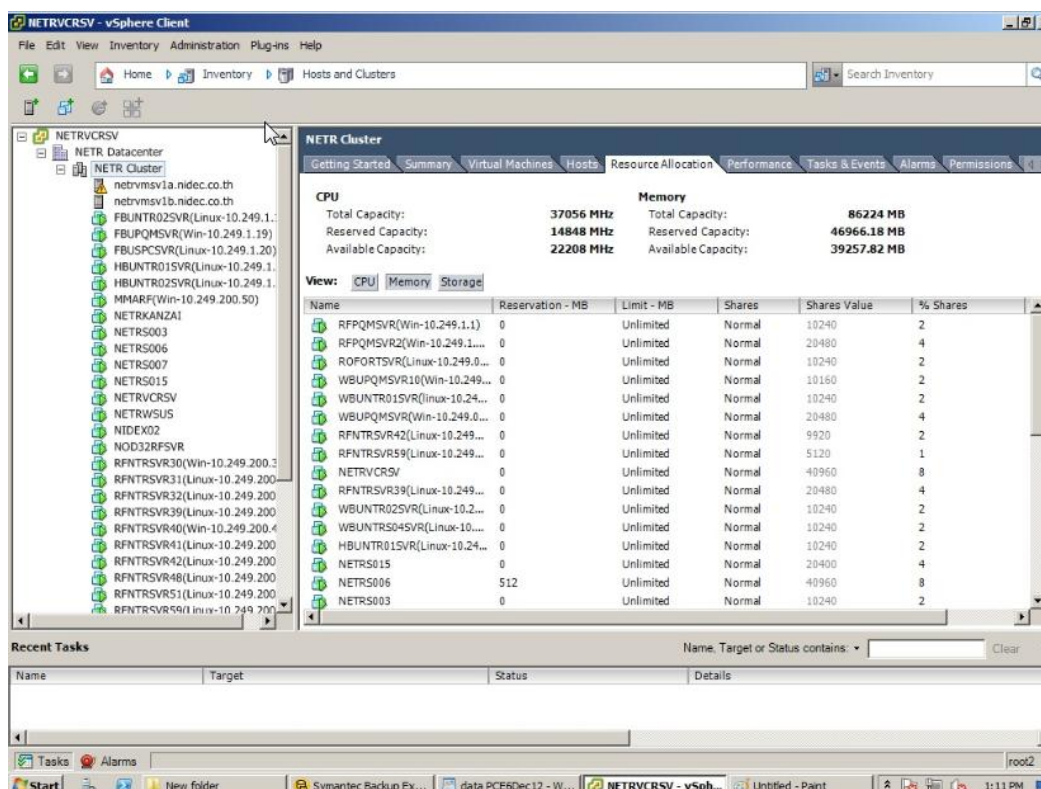 NETRVCRSV - vSphere Client
File Edit View Inventory Administration Plug-ins Help
Home Inventory Hosts and Clusters Search Inventory
NETRVCRSV
NETR Datacenter
NETR Cluster
netrvmsv1a.nidec.co.th
netrvmsv1b.nidec.co.th
FBUNTR02SVR(Linux-10.249.1.
FBUPQMSVR(Win-10.249.1.19)
FBUSPCSVR(Linux-10.249.1.20)
HBUNTR01SVR(Linux-10.249.1.
HBUNTR02SVR(Linux-10.249.1.
MMARF(Win-10.249.200.50)
NETRKANZAI
NETRS003
NETRS006
NETRS007
NETRS015
NETRVCRSV
NETRWSUS
NIDEX02
NOD32RFSVR
RFNTRSVR30(Win-10.249.200.3
RFNTRSVR31(Linux-10.249.200
RFNTRSVR32(Linux-10.249.200
RFNTRSVR39(Linux-10.249.200
RFNTRSVR40(Win-10.249.200.4
RFNTRSVR41(Linux-10.249.200
RFNTRSVR42(Linux-10.249.200
RFNTRSVR48(Linux-10.249.200
RFNTRSVR51(Linux-10.249.200
RFNTRSVR59(Linux-10.249.200
NETR Cluster
Getting Started Summary Virtual Machines Hosts Resource Allocation Performance Tasks & Events Alarms Permissions
CPU Memory
Total Capacity: 37056 MHz Total Capacity: 86224 MB
Reserved Capacity: 14848 MHz Reserved Capacity: 46966.18 MB
Available Capacity: 22208 MHz Available Capacity: 39257.82 MB
View: CPU Memory Storage
Name Reservation - MB Limit - MB Shares Shares Value % Shares
RFPQMSVR(Win-10.249.1.1) 0 Unlimited Normal 10240 2
RFPQMSVR2(Win-10.249.1.... 0 Unlimited Normal 20480 4
ROFORTSVR(Linux-10.249.0... 0 Unlimited Normal 10240 2
WBUPQMSVR10(Win-10.249... 0 Unlimited Normal 10160 2
WBUNTR01SVR(linux-10.24... 0 Unlimited Normal 10240 2
WBUPQMSVR(Win-10.249.0... 0 Unlimited Normal 20480 4
RFNTRSVR42(Linux-10.249... 0 Unlimited Normal 9920 2
RFNTRSVR59(Linux-10.249... 0 Unlimited Normal 5120 1
NETRVCRSV 0 Unlimited Normal 40960 8
RFNTRSVR39(Linux-10.249... 0 Unlimited Normal 20480 4
WBUNTR02SVR(Linux-10.2... 0 Unlimited Normal 10240 2
WBUNTRS04SVR(Linux-10.... 0 Unlimited Normal 10240 2
HBUNTR01SVR(Linux-10.24... 0 Unlimited Normal 10240 2
NETRS015 0 Unlimited Normal 20400 4
NETRS006 512 Unlimited Normal 40960 8
NETRS003 0 Unlimited Normal 10240 2
Recent Tasks Name, Target or Status contains: Clear
Name Target Status Details
Tasks Alarms root2
Start New folder Symantec Backup Ex... data PCE6Dec12 - W... NETRVCRSV - vSph... Untitled - Paint 1:11 PM